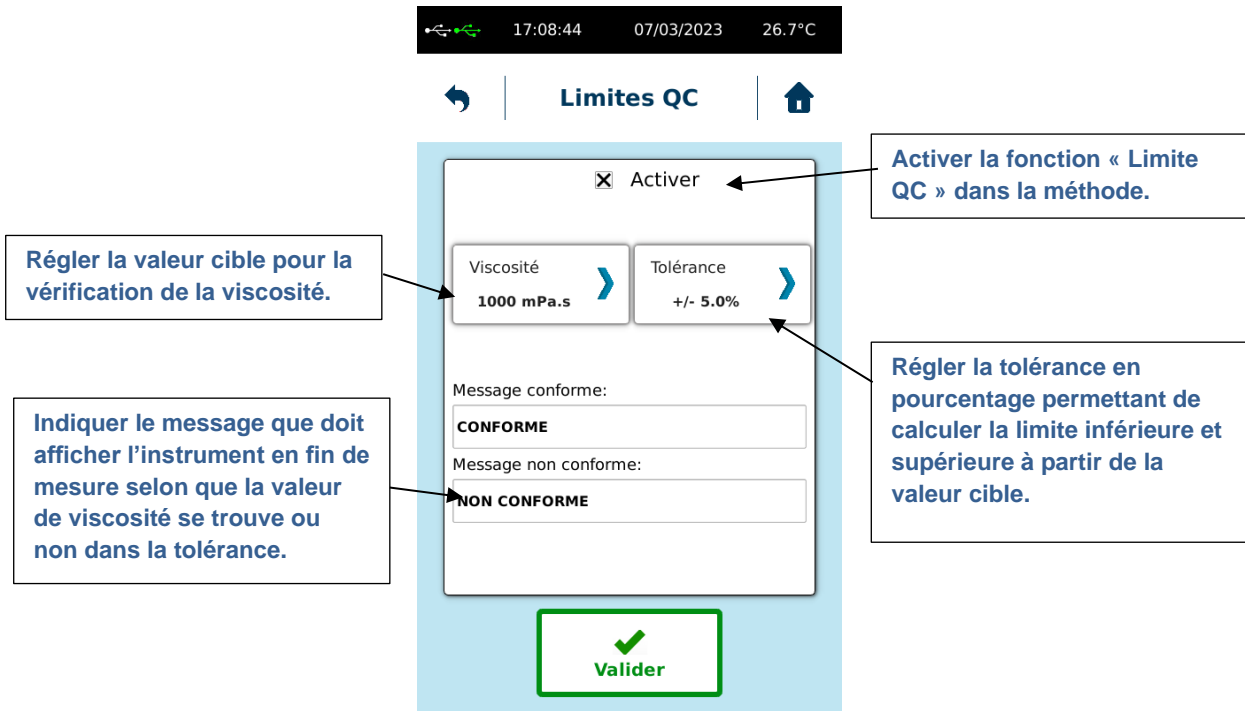 17:08:44 07/03/2023 26.7°C
Limites QC
Activer la fonction « Limite
QC » dans la méthode.
Activer
Régler la valeur cible pour la
vérification de la viscosité.
Viscosité
1000 mPa.s
Tolérance
+/- 5.0%
Régler la tolérance en
pourcentage permettant de
calculer la limite inférieure et
supérieure à partir de la
valeur cible.
Indiquer le message que doit
afficher l’instrument en fin de
mesure selon que la valeur
de viscosité se trouve ou
non dans la tolérance.
Message conforme:
CONFORME
Message non conforme:
NON CONFORME
Valider